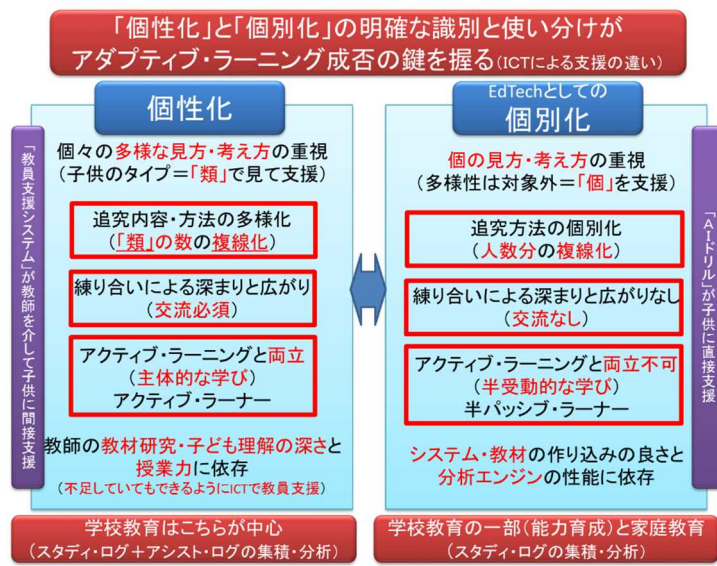 「個性化」と「個別化」の明確な識別と使い分けが
アダプティブ・ラーニング成否の鍵を握る(ICTによる支援の違い)
個性化
「教員支援システム」が教師を介して子供に間接支援
個々の多様な見方・考え方の重視
(子供のタイプ=「類」で見て支援)
追究内容・方法の多様化
(「類」の数の複線化)
練り合いによる深まりと広がり
(交流必須)
アクティブ・ラーニングと両立
(主体的な学び)
アクティブ・ラーナー
教師の教材研究・子ども理解の深さと
授業力に依存
(不足していてもできるようにICTで教員支援)
学校教育はこちらが中心
(スタディ・ログ+アシスト・ログの集積・分析)
EdTechとしての
個別化
個の見方・考え方の重視
(多様性は対象外=「個」を支援)
追究方法の個別化
(人数分の複線化)
練り合いによる深まりと広がりなし
(交流なし)
アクティブ・ラーニングと両立不可
(半受動的な学び)
半パッシブ・ラーナー
システム・教材の作り込みの良さと
分析エンジンの性能に依存
「AIドリル」が子供に直接支援
学校教育の一部(能力育成)と家庭教育
(スタディ・ログの集積・分析)